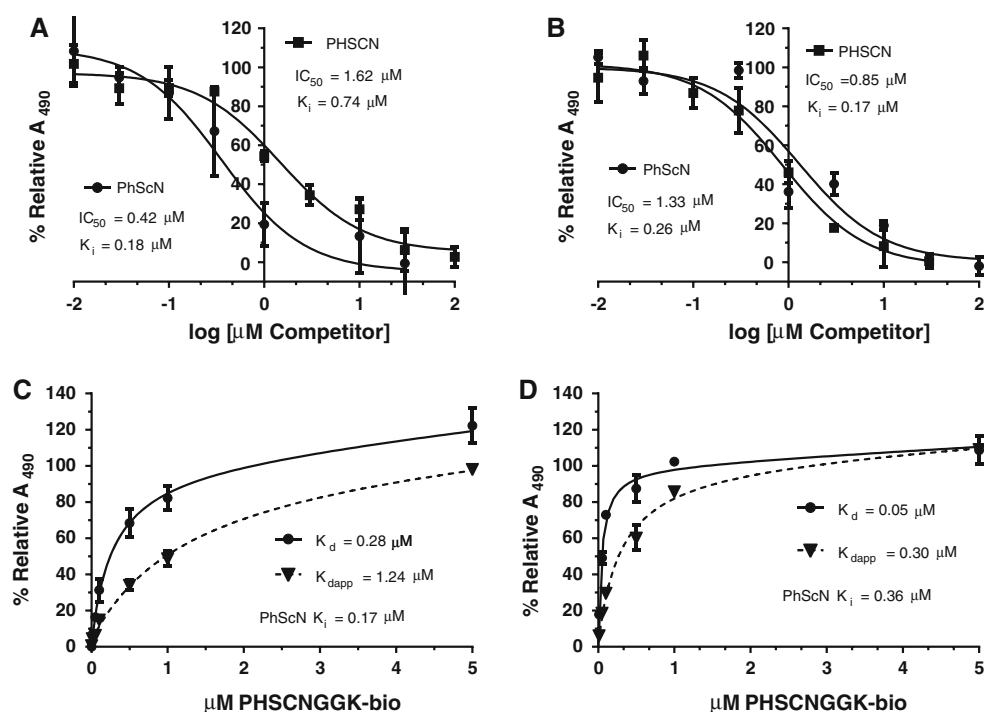 A
120
100
80
60
40
20
0
% Relative A490
PHSCN
IC50 = 1.62 µM
Ki = 0.74 µM
PhScN
IC50 = 0.42 µM
Ki = 0.18 µM
-2 -1 0 1 2
log [µM Competitor]
B
120
100
80
60
40
20
0
% Relative A490
PHSCN
IC50 =0.85 µM
Ki = 0.17 µM
PhScN
IC50 = 1.33 µM
Ki = 0.26 µM
-2 -1 0 1 2
log [µM Competitor]
C
140
120
100
80
60
40
20
0
% Relative A490
Kd = 0.28 µM
Kdapp = 1.24 µM
PhScN Ki = 0.17 µM
0 1 2 3 4 5
µM PHSCNGGK-bio
D
140
120
100
80
60
40
20
0
% Relative A490
Kd = 0.05 µM
Kdapp = 0.30 µM
PhScN Ki = 0.36 µM
0 1 2 3 4 5
µM PHSCNGGK-bio